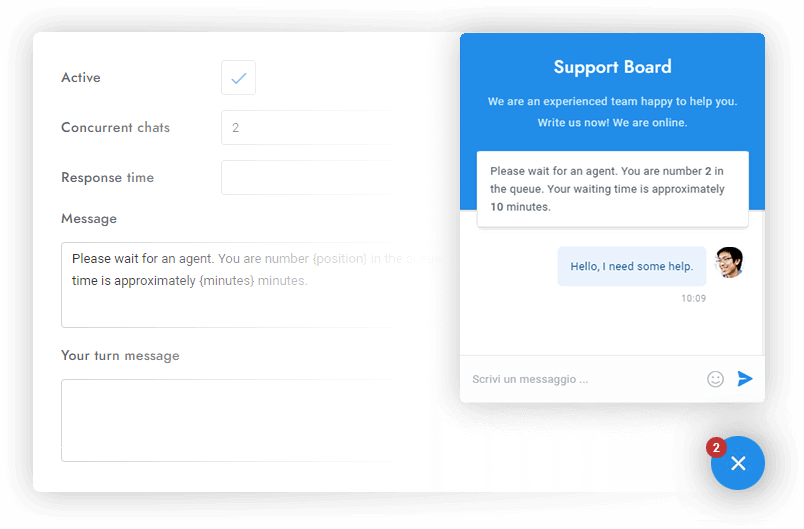 Active
Concurrent chats
2
Response time
Message
Please wait for an agent. You are number {position} in the
time is approximately {minutes} minutes.
Your turn message
Support Board
We are an experienced team happy to help you.
Write us now! We are online.
Please wait for an agent. You are number 2 in
the queue. Your waiting time is approximately
10 minutes.
Hello, I need some help.
10:09
Scrivi un messaggio ...
2